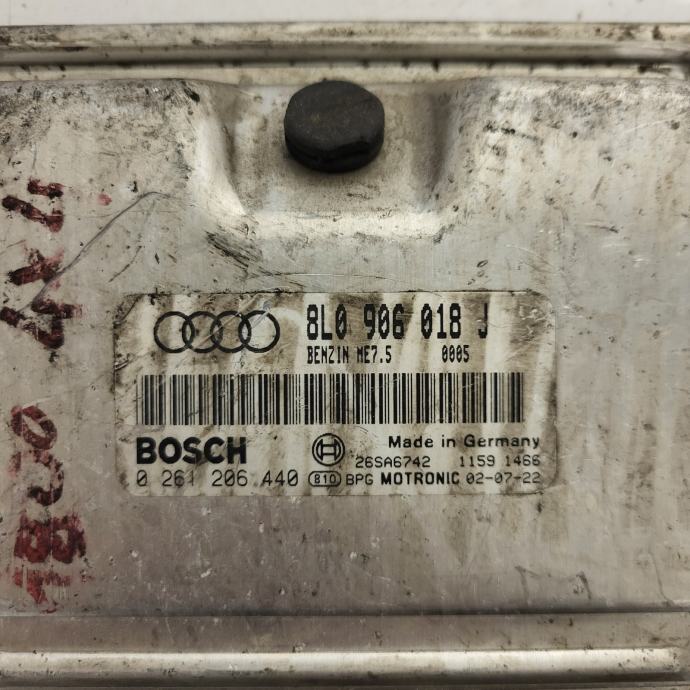 8L0 906 018 J
BENZIN ME7.5 0005
BOSCH
Made in Germany
26SA6742 1159 1466
0 261 206 440 810 BPG MOTRONIC 02-07-22
1800